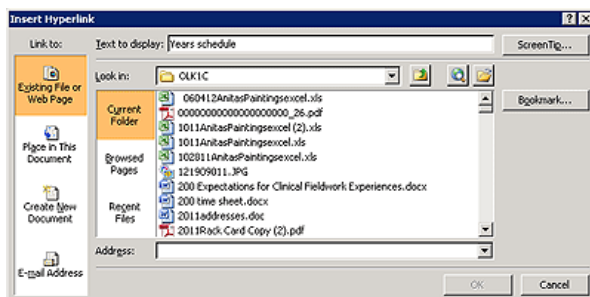 Insert Hyperlink
Link to:
Text to display: Years schedule
ScreenTip...
Existing File or
Web Page
Look in:
OLK1C
Bookmark...
Current
Folder
060412AnitasPaintingsexcel.xls
0000000000000000000_26.pdf
1011AnitasPaintingsexcel (2).xls
1011AnitasPaintingsexcel.xls
102811AnitasPaintingsexcel.xls
121909011.JPG
200 Expectations for Clinical Fieldwork Experiences.docx
200 time sheet.docx
2011addresses.doc
2011Rack Card Copy (2).pdf
Place in This
Document
Browsed
Pages
Create New
Document
Recent
Files
E-mail Address
Address:
OK
Cancel